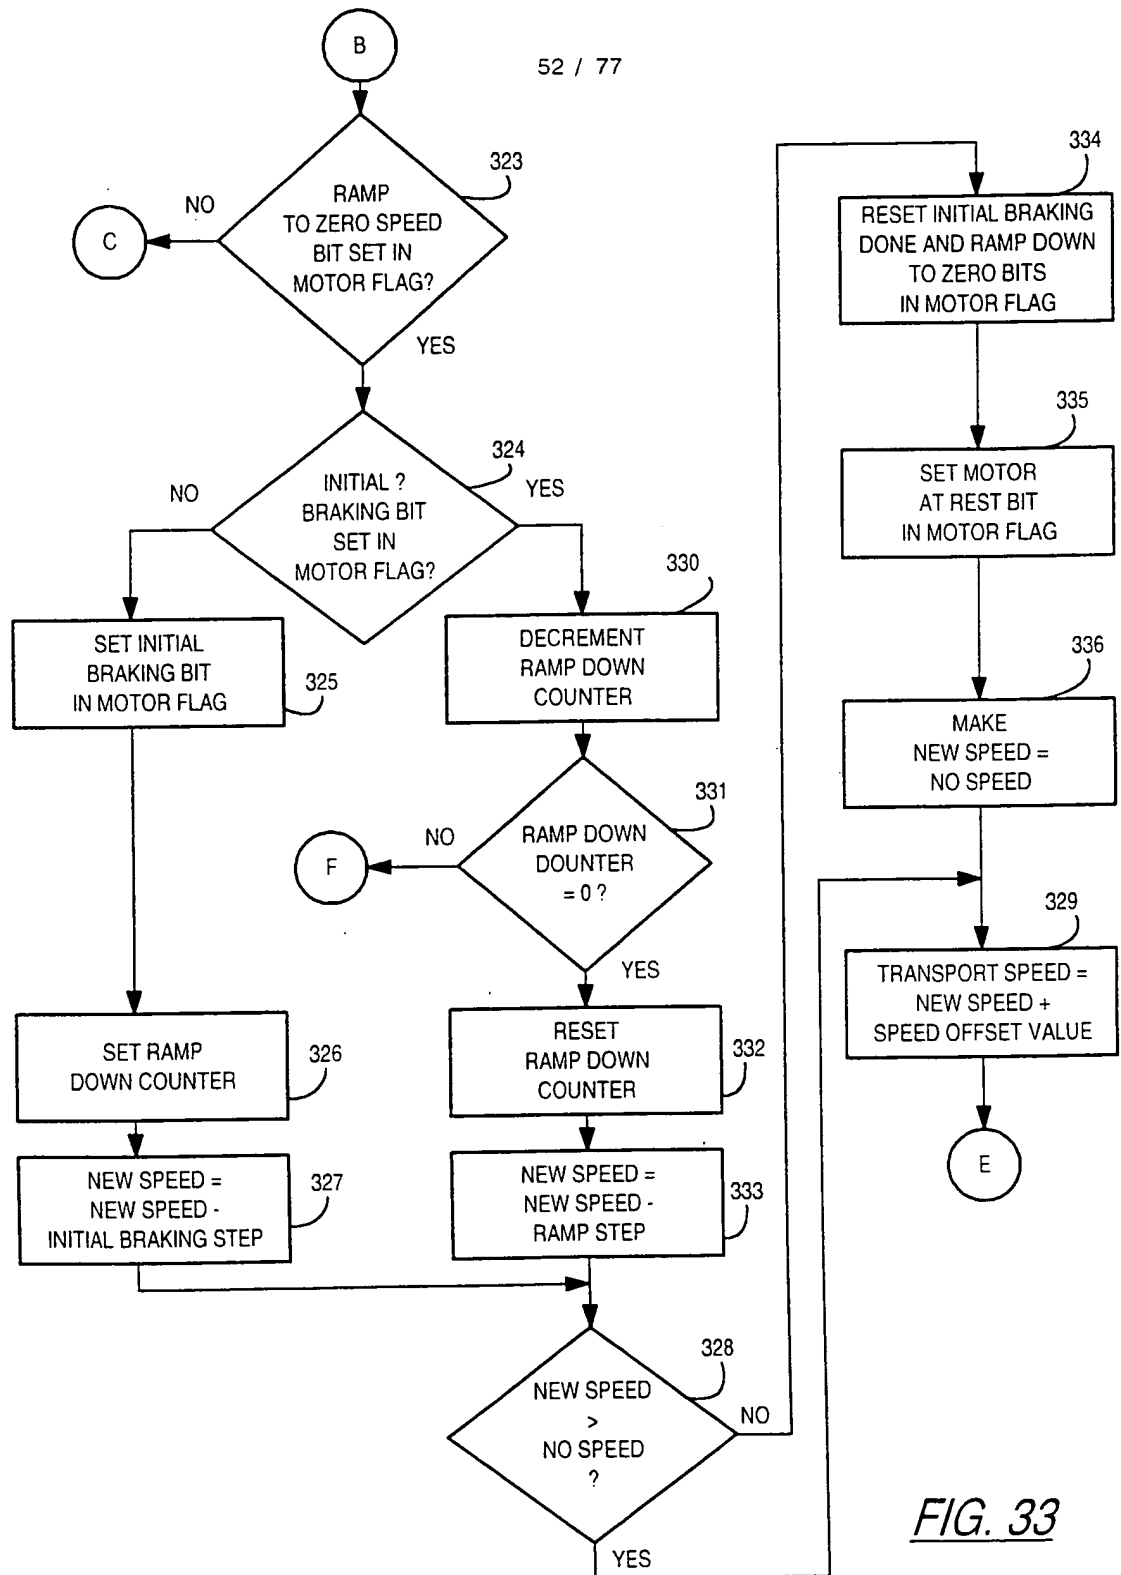 B
52 / 77
323
RAMP
TO ZERO SPEED
BIT SET IN
MOTOR FLAG?
NO
C
YES
324
INITIAL ?
BRAKING BIT
SET IN
MOTOR FLAG?
NO
YES
SET INITIAL
BRAKING BIT
IN MOTOR FLAG
325
330
DECREMENT
RAMP DOWN
COUNTER
331
RAMP DOWN
DOUNTER
= 0 ?
NO
F
YES
SET RAMP
DOWN COUNTER
326
RESET
RAMP DOWN
COUNTER
332
NEW SPEED =
NEW SPEED -
INITIAL BRAKING STEP
327
NEW SPEED =
NEW SPEED -
RAMP STEP
333
328
NEW SPEED
>
NO SPEED
?
NO
YES
334
RESET INITIAL BRAKING
DONE AND RAMP DOWN
TO ZERO BITS
IN MOTOR FLAG
335
SET MOTOR
AT REST BIT
IN MOTOR FLAG
336
MAKE
NEW SPEED =
NO SPEED
329
TRANSPORT SPEED =
NEW SPEED +
SPEED OFFSET VALUE
E
FIG. 33